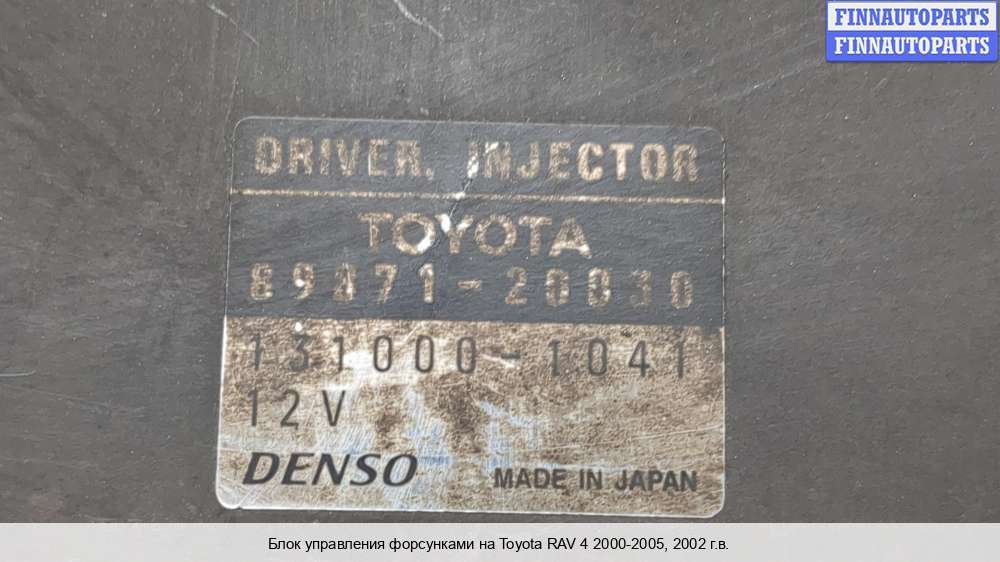 FINNAUTOPARTS
FINNAUTOPARTS
DRIVER, INJECTOR
TOYOTA
89871-20030
131000-1041
12V
DENSO
MADE IN JAPAN
Блок управления форсунками на Toyota RAV 4 2000-2005, 2002 г.в.